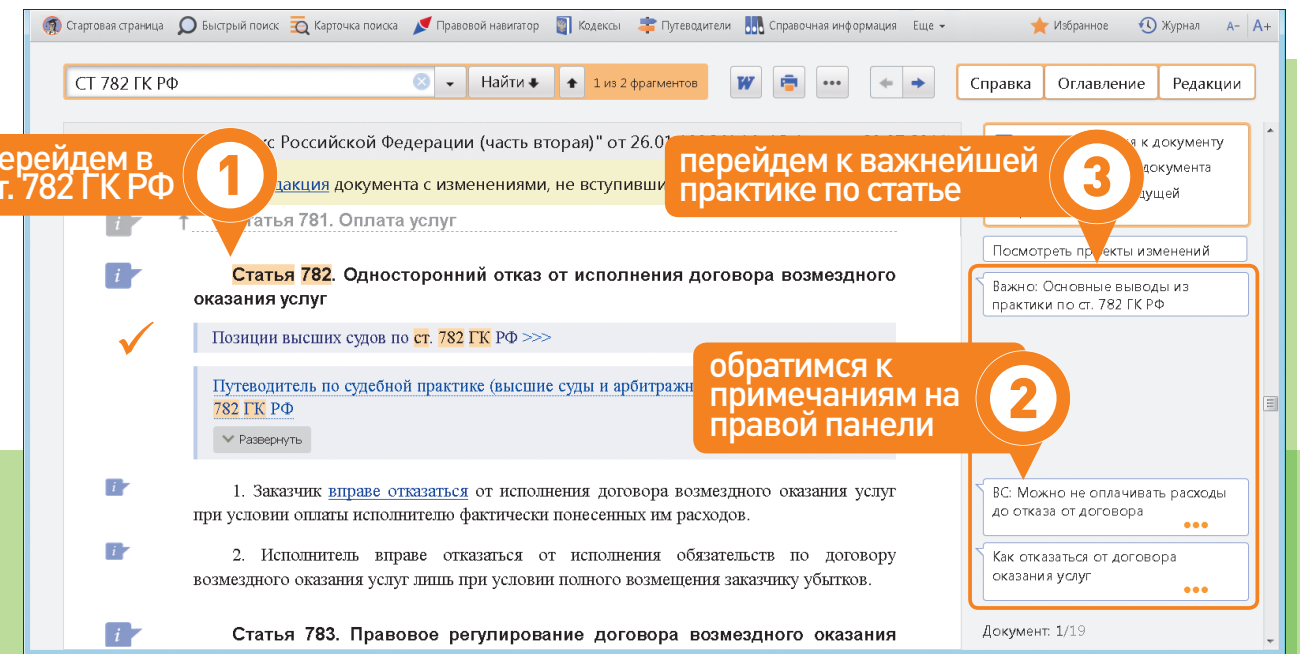 Стартовая страница Быстрый поиск Карточка поиска Правовой навигатор Кодексы Путеводители Справочная информация Еще Избранное Журнал А- А+
СТ 782 ГК РФ Найти 1 из 2 фрагментов W Справка Оглавление Редакции
Российской Федерации (часть вторая)" от 26.01
к документу
перейдем к важнейшей
практике по статье
3
1
782 ГК РФ
документа с изменениями, не
Статья 781. Оплата услуг
Посмотреть проекты изменений
Статья 782. Односторонний отказ от исполнения договора возмездного
оказания услуг
Важно: Основные выводы из
практики по ст. 782 ГК РФ
Позиции высших судов по ст. 782 ГК РФ >>>
Путеводитель по судебной практике (высшие суды и
782 ГК РФ
Развернуть
обратимся к
примечаниям на
правой панели
2
1. Заказчик вправе отказаться от исполнения договора возмездного оказания услуг
при условии оплаты исполнителю фактически понесенных им расходов.
ВС: Можно не оплачивать расходы
до отказа от договора
2. Исполнитель вправе отказаться от исполнения обязательств по договору
возмездного оказания услуг лишь при условии полного возмещения заказчику убытков.
Как отказаться от договора
оказания услуг
Статья 783. Правовое регулирование договора возмездного оказания
Документ: 1/19